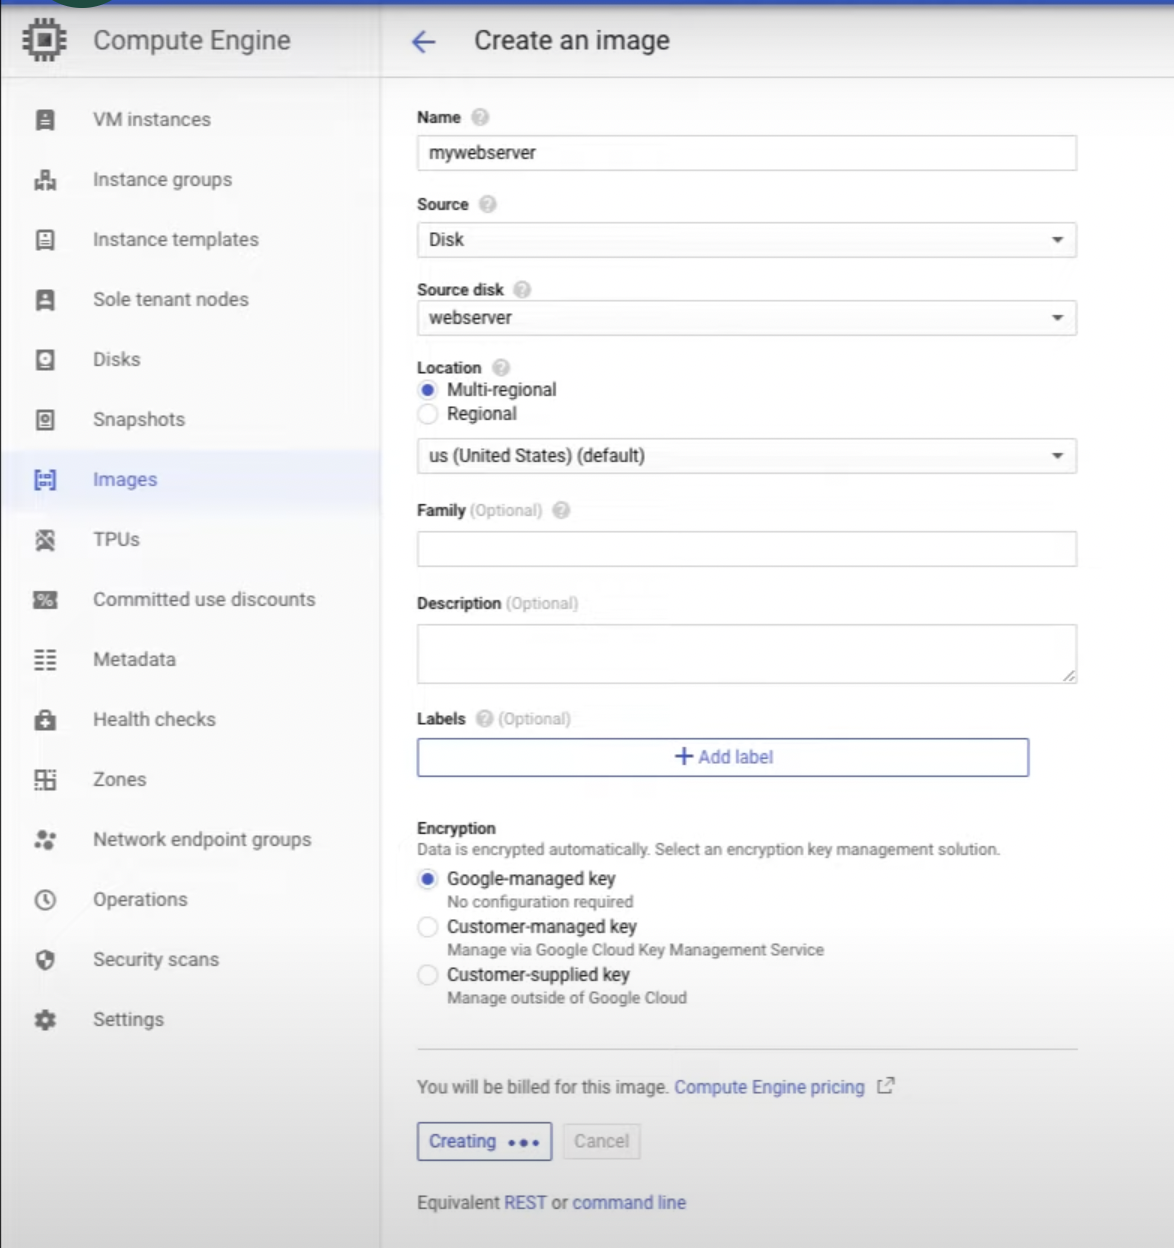 Compute Engine
VM instances
Instance groups
Instance templates
Sole tenant nodes
Disks
Snapshots
Images
TPUs
Committed use discounts
Metadata
Health checks
Zones
Network endpoint groups
Operations
Security scans
Settings
Create an image
Name ?
mywebserver
Source ?
Disk
Source disk ?
webserver
Location ?
Multi-regional
Regional
us (United States) (default)
Family (Optional) ?
Description (Optional)
Labels ? (Optional)
+ Add label
Encryption
Data is encrypted automatically. Select an encryption key management solution.
Google-managed key
No configuration required
Customer-managed key
Manage via Google Cloud Key Management Service
Customer-supplied key
Manage outside of Google Cloud
You will be billed for this image. Compute Engine pricing
Creating •••
Cancel
Equivalent REST or command line